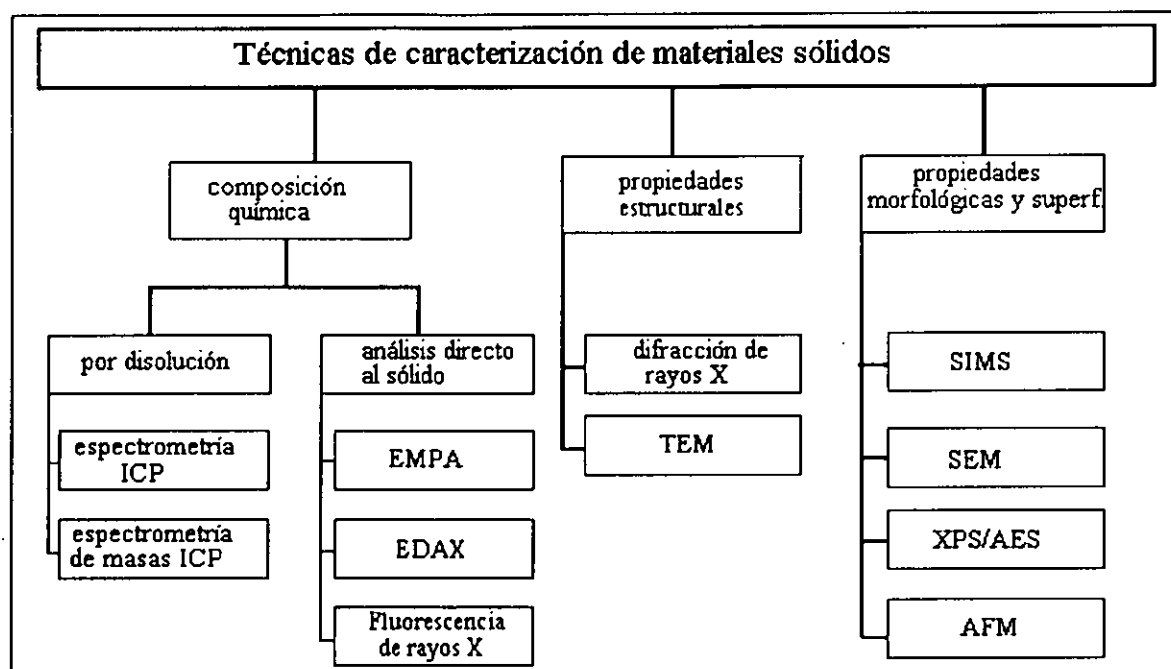 Técnicas de caracterización de materiales sólidos
composición
química
propiedades
estructurales
propiedades
morfológicas y superf.
por disolución
análisis directo
al sólido
difracción de
rayos X
SIMS
espectrometría
ICP
EMPA
TEM
SEM
espectrometría
de masas ICP
EDAX
XPS/AES
Fluorescencia
de rayos X
AFM